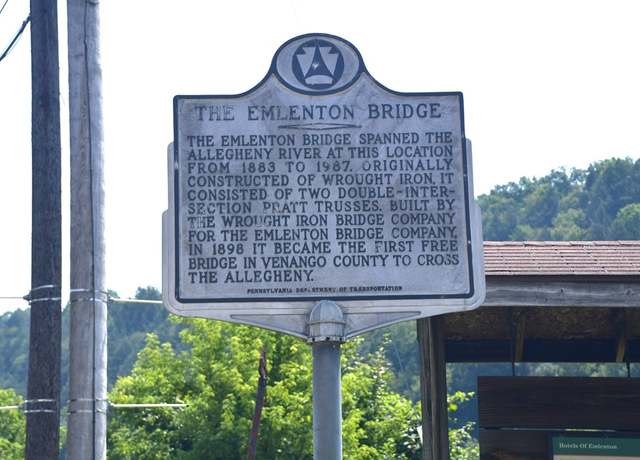 THE EMLENTON BRIDGE
THE EMLENTON BRIDGE SPANNED THE
ALLEGHENY RIVER AT THIS LOCATION
FROM 1883 TO 1987. ORIGINALLY
CONSTRUCTED OF WROUGHT IRON, IT
CONSISTED OF TWO DOUBLE-INTER-
SECTION PRATT TRUSSES. BUILT BY
THE WROUGHT IRON BRIDGE COMPANY
FOR THE EMLENTON BRIDGE COMPANY,
IN 1898 IT BECAME THE FIRST FREE
BRIDGE IN VENANGO COUNTY TO CROSS
THE ALLEGHENY.
PENNSYLVANIA DEPARTMENT OF TRANSPORTATION
Hotels Of Emlenton